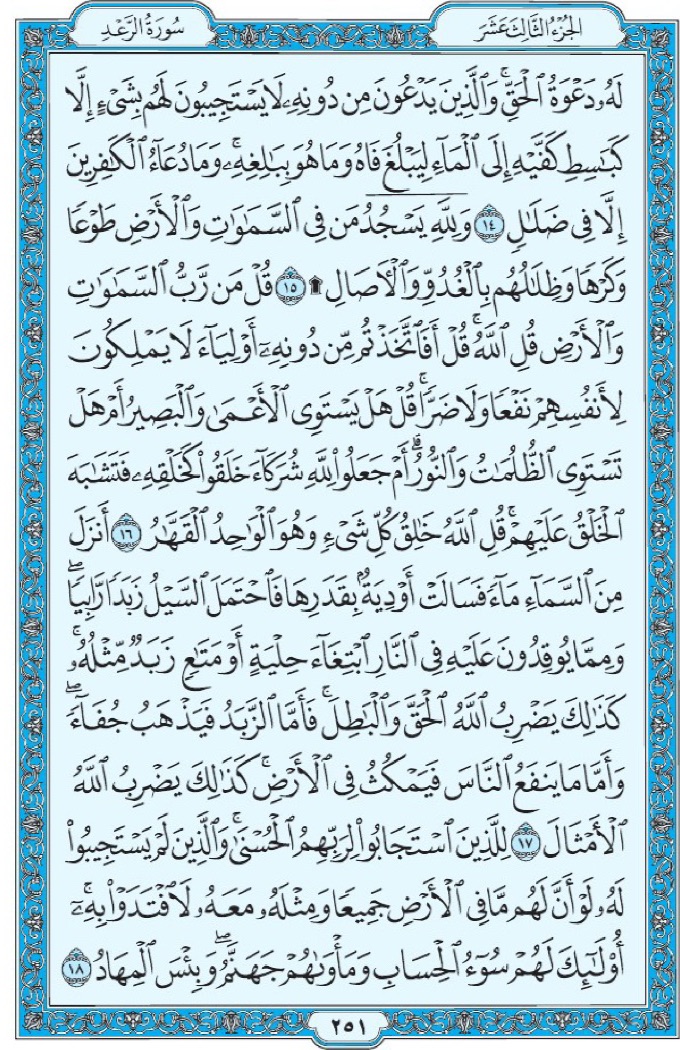 الجزء الثالث عشر
سورة الرعد
لَهُۥ دَعْوَةُ ٱلْحَقِّ ۖ وَٱلَّذِينَ يَدْعُونَ مِن دُونِهِۦ لَا يَسْتَجِيبُونَ لَهُم بِشَىْءٍ إِلَّا
كَبَٰسِطِ كَفَّيْهِ إِلَى ٱلْمَآءِ لِيَبْلُغَ فَاهُ وَمَا هُوَ بِبَٰلِغِهِۦ ۚ وَمَا دُعَآءُ ٱلْكَٰفِرِينَ
إِلَّا فِى ضَلَٰلٍ ١٤ وَلِلَّهِ يَسْجُدُ مَن فِى ٱلسَّمَٰوَٰتِ وَٱلْأَرْضِ طَوْعًا
وَكَرْهًا وَظِلَٰلُهُم بِٱلْغُدُوِّ وَٱلْءَاصَالِ ۩ ١٥ قُلْ مَن رَّبُّ ٱلسَّمَٰوَٰتِ
وَٱلْأَرْضِ قُلِ ٱللَّهُ ۚ قُلْ أَفَٱتَّخَذْتُم مِّن دُونِهِۦٓ أَوْلِيَآءَ لَا يَمْلِكُونَ
لِأَنفُسِهِمْ نَفْعًا وَلَا ضَرًّا ۚ قُلْ هَلْ يَسْتَوِى ٱلْأَعْمَىٰ وَٱلْبَصِيرُ أَمْ هَلْ
تَسْتَوِى ٱلظُّلُمَٰتُ وَٱلنُّورُ ۗ أَمْ جَعَلُوا۟ لِلَّهِ شُرَكَآءَ خَلَقُوا۟ كَخَلْقِهِۦ فَتَشَٰبَهَ
ٱلْخَلْقُ عَلَيْهِمْ ۚ قُلِ ٱللَّهُ خَٰلِقُ كُلِّ شَىْءٍ وَهُوَ ٱلْوَٰحِدُ ٱلْقَهَّٰرُ ١٦ أَنزَلَ
مِنَ ٱلسَّمَآءِ مَآءً فَسَالَتْ أَوْدِيَةٌۢ بِقَدَرِهَا فَٱحْتَمَلَ ٱلسَّيْلُ زَبَدًا رَّابِيًا ۖ
وَمِمَّا يُوقِدُونَ عَلَيْهِ فِى ٱلنَّارِ ٱبْتِغَآءَ حِلْيَةٍ أَوْ مَتَٰعٍ زَبَدٌ مِّثْلُهُۥ ۚ
كَذَٰلِكَ يَضْرِبُ ٱللَّهُ ٱلْحَقَّ وَٱلْبَٰطِلَ ۚ فَأَمَّا ٱلزَّبَدُ فَيَذْهَبُ جُفَآءً ۖ
وَأَمَّا مَا يَنفَعُ ٱلنَّاسَ فَيَمْكُثُ فِى ٱلْأَرْضِ ۚ كَذَٰلِكَ يَضْرِبُ ٱللَّهُ
ٱلْأَمْثَالَ ١٧ لِلَّذِينَ ٱسْتَجَابُوا۟ لِرَبِّهِمُ ٱلْحُسْنَىٰ ۚ وَٱلَّذِينَ لَمْ يَسْتَجِيبُوا۟
لَهُۥ لَوْ أَنَّ لَهُم مَّا فِى ٱلْأَرْضِ جَمِيعًا وَمِثْلَهُۥ مَعَهُۥ لَٱفْتَدَوْا۟ بِهِۦٓ ۚ
أُو۟لَٰٓئِكَ لَهُمْ سُوٓءُ ٱلْحِسَابِ وَمَأْوَىٰهُمْ جَهَنَّمُ ۖ وَبِئْسَ ٱلْمِهَادُ ١٨
٢٥١